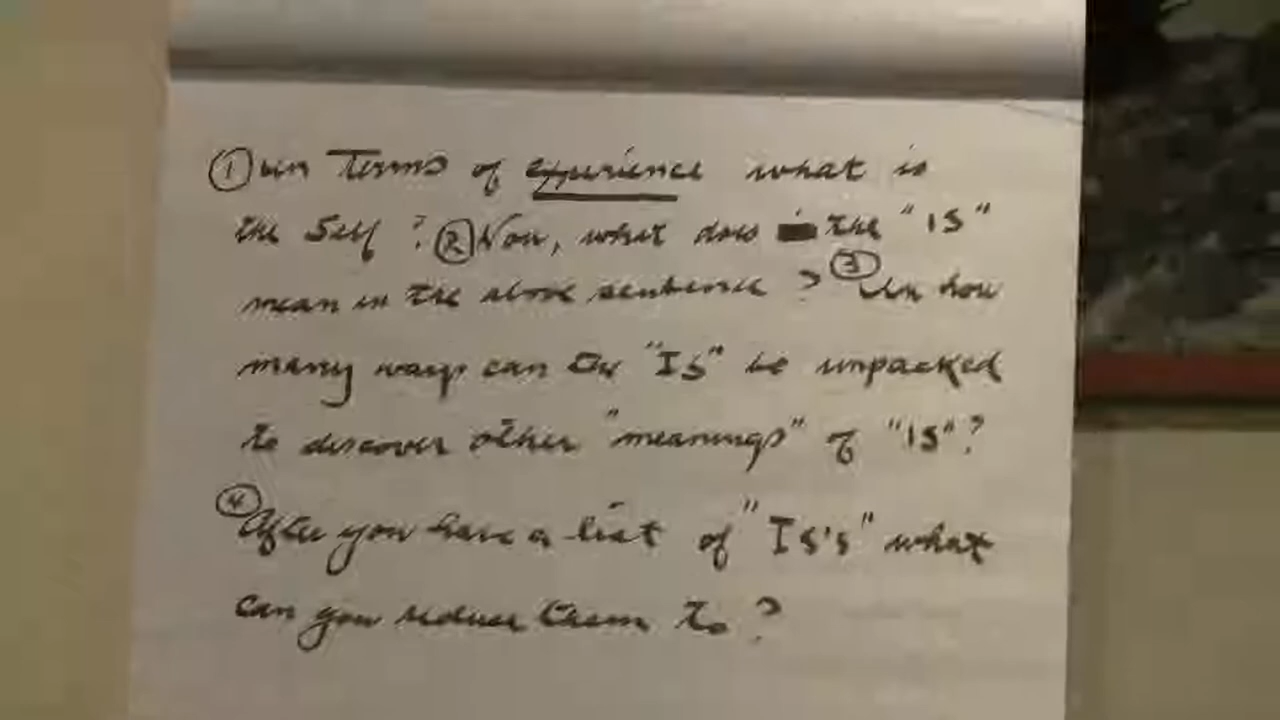 ① In Terms of experience what is
the Self? ② Now, what does the "IS"
mean in the above sentence? ③ In how
many ways can the "IS" be unpacked
to discover other "meanings" of "IS"?
④ After you have a list of "Is's" what
can you reduce them to?